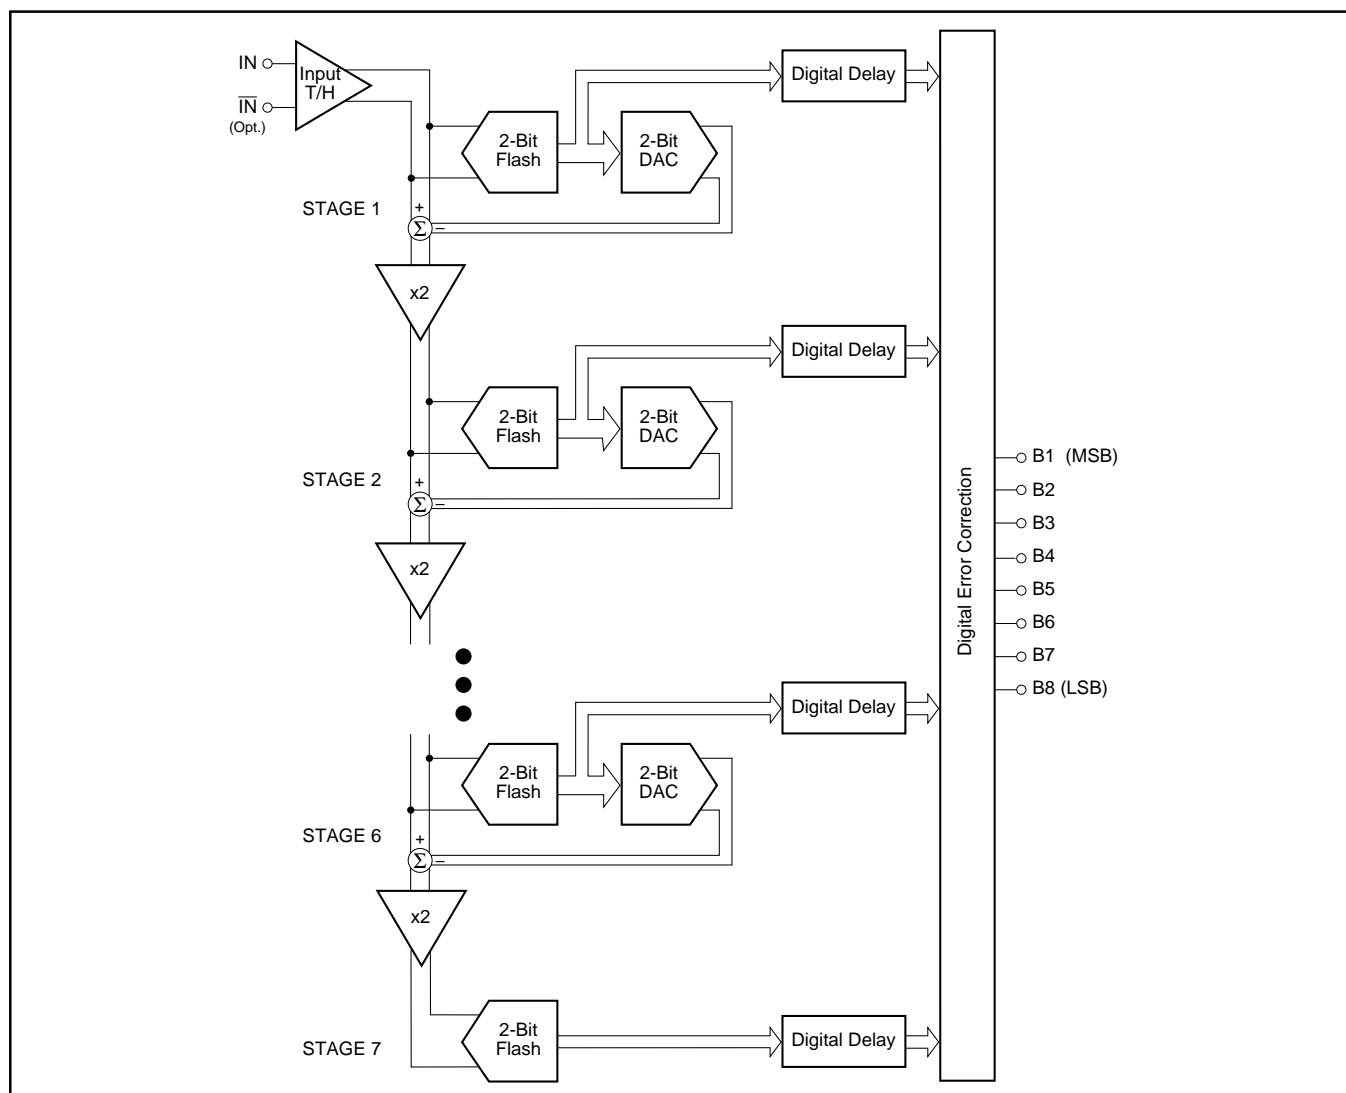 IN
Input
T/H
IN
(Opt.)
Digital Delay
2-Bit
Flash
2-Bit
DAC
STAGE 1
+
Σ
–
x2
Digital Delay
2-Bit
Flash
2-Bit
DAC
STAGE 2
+
Σ
–
x2
Digital Delay
2-Bit
Flash
2-Bit
DAC
STAGE 6
+
Σ
–
x2
STAGE 7
2-Bit
Flash
Digital Delay
Digital Error Correction
B1 (MSB)
B2
B3
B4
B5
B6
B7
B8 (LSB)